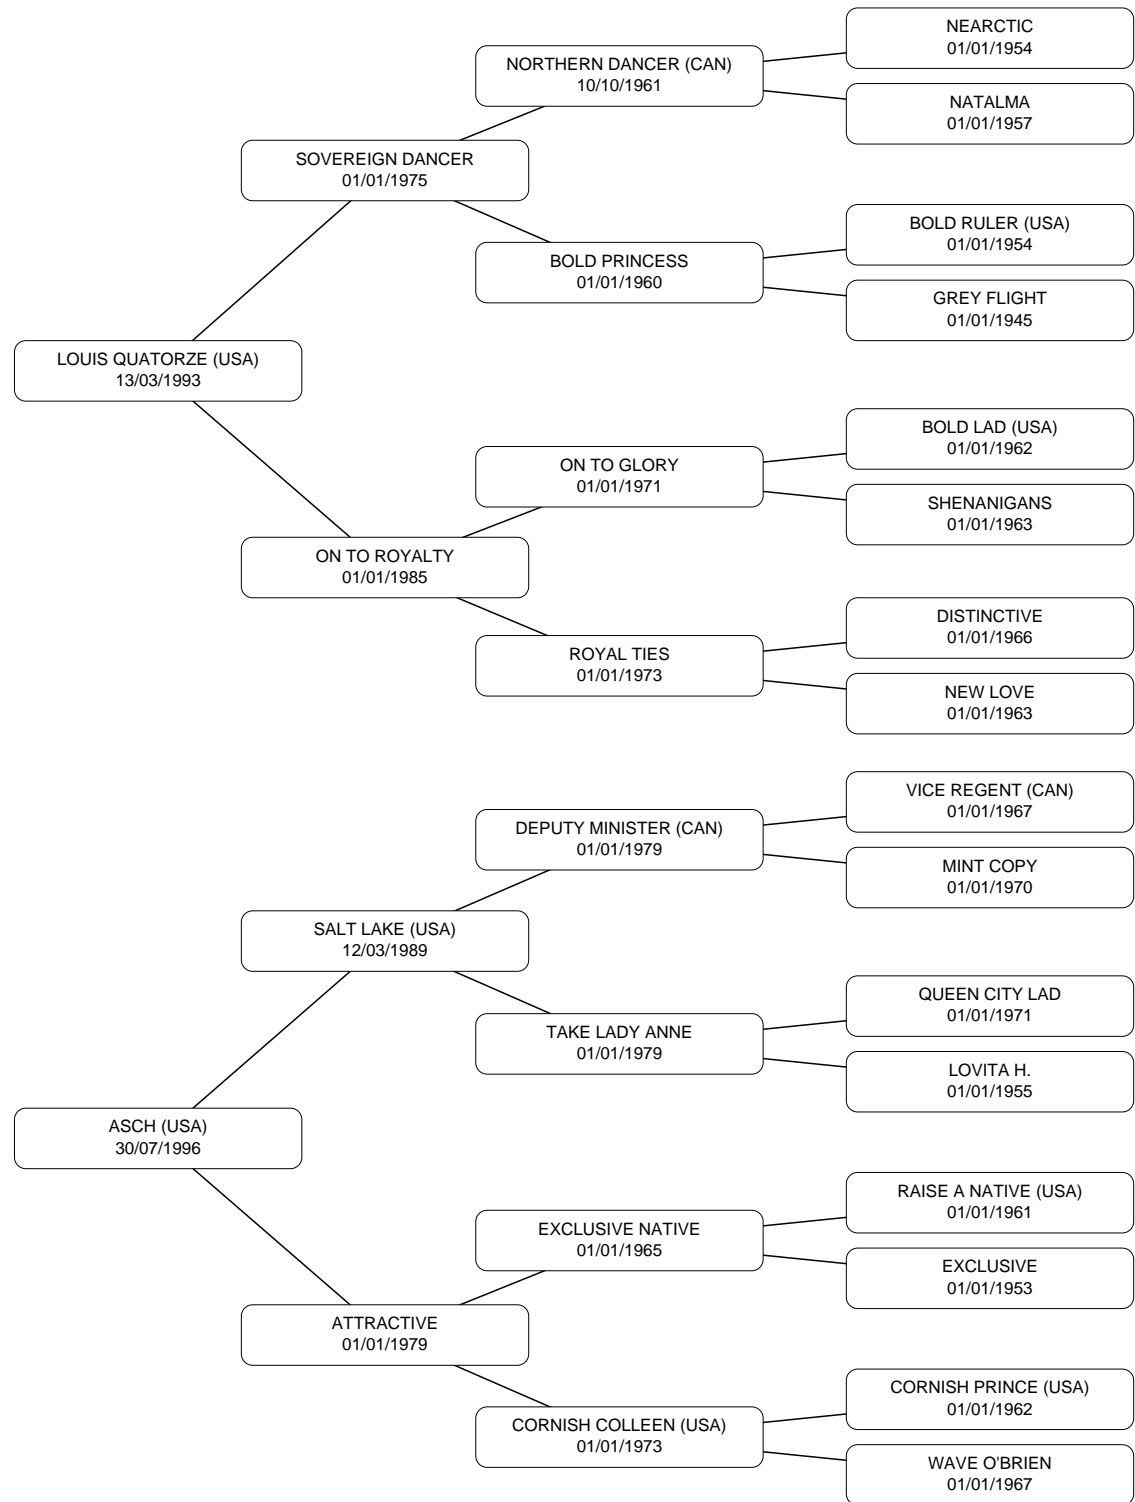 NEARCTIC
01/01/1954
NORTHERN DANCER (CAN)
10/10/1961
NATALMA
01/01/1957
SOVEREIGN DANCER
01/01/1975
BOLD RULER (USA)
01/01/1954
BOLD PRINCESS
01/01/1960
GREY FLIGHT
01/01/1945
LOUIS QUATORZE (USA)
13/03/1993
BOLD LAD (USA)
01/01/1962
ON TO GLORY
01/01/1971
SHENANIGANS
01/01/1963
ON TO ROYALTY
01/01/1985
DISTINCTIVE
01/01/1966
ROYAL TIES
01/01/1973
NEW LOVE
01/01/1963
VICE REGENT (CAN)
01/01/1967
DEPUTY MINISTER (CAN)
01/01/1979
MINT COPY
01/01/1970
SALT LAKE (USA)
12/03/1989
QUEEN CITY LAD
01/01/1971
TAKE LADY ANNE
01/01/1979
LOVITA H.
01/01/1955
ASCH (USA)
30/07/1996
RAISE A NATIVE (USA)
01/01/1961
EXCLUSIVE NATIVE
01/01/1965
EXCLUSIVE
01/01/1953
ATTRACTIVE
01/01/1979
CORNISH PRINCE (USA)
01/01/1962
CORNISH COLLEEN (USA)
01/01/1973
WAVE O'BRIEN
01/01/1967